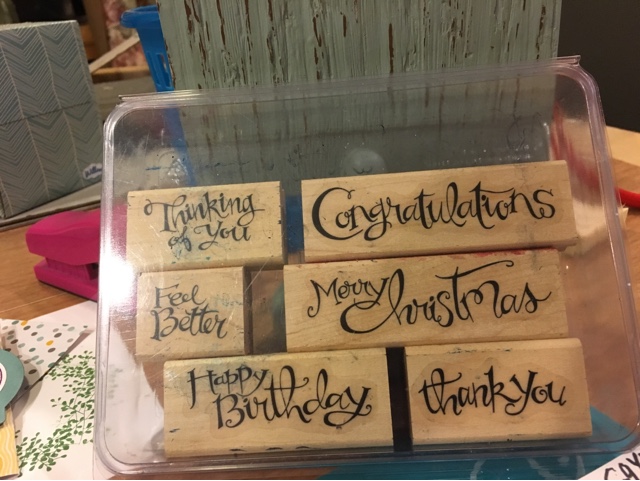 Thinking
of You
Congratulations
Feel
Better
Merry Christmas
Happy
Birthday
thank you